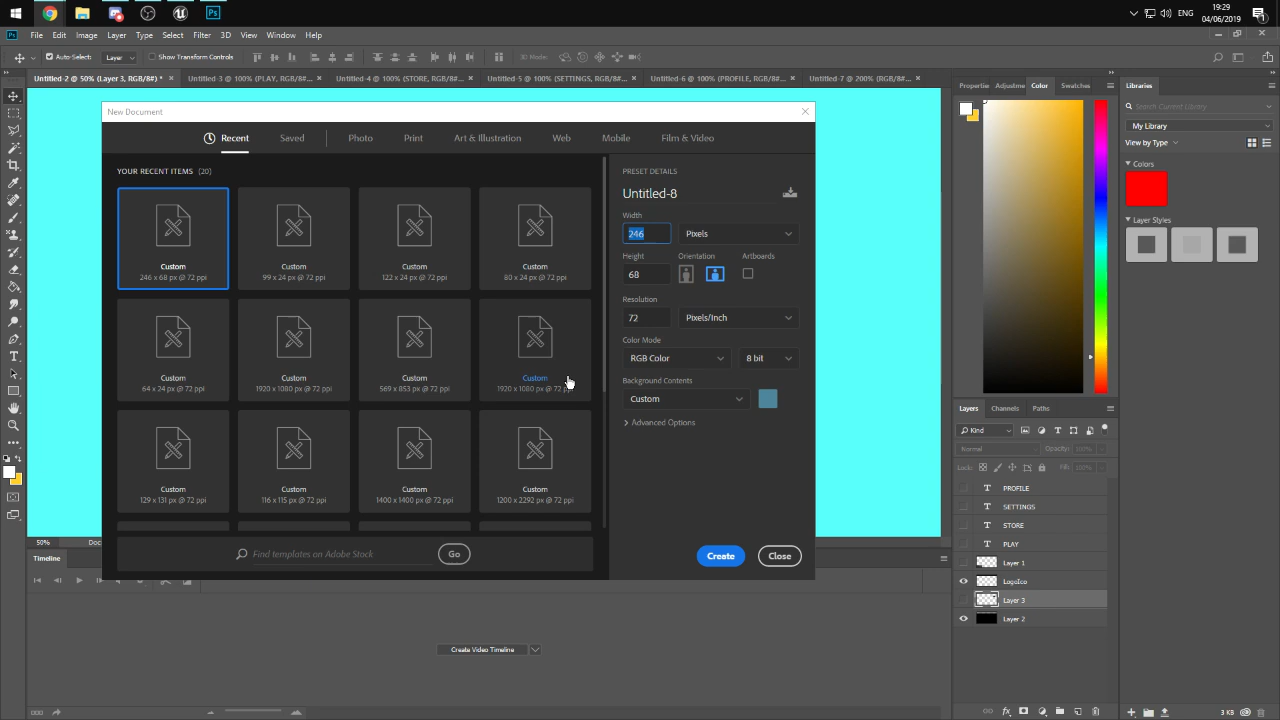 19:29
ENG
04/06/2019
Ps
File Edit Image Layer Type Select Filter 3D View Window Help
Auto-Select: Layer Show Transform Controls 3D Mode:
Untitled-2 @ 50% (Layer 3, RGB/8#) * × Untitled-3 @ 100% (PLAY, RGB/8#... × Untitled-4 @ 100% (STORE, RGB/8#... × Untitled-5 @ 100% (SETTINGS, RGB/8#... × Untitled-6 @ 100% (PROFILE, RGB/8#... × Untitled-7 @ 200% (RGB/8#... ×
New Document
Recent Saved Photo Print Art & Illustration Web Mobile Film & Video
YOUR RECENT ITEMS (20)
Custom
246 x 68 px @ 72 ppi
Custom
99 x 24 px @ 72 ppi
Custom
122 x 24 px @ 72 ppi
Custom
80 x 24 px @ 72 ppi
Custom
64 x 24 px @ 72 ppi
Custom
1920 x 1080 px @ 72 ppi
Custom
569 x 853 px @ 72 ppi
Custom
1920 x 1080 px @ 72
Custom
129 x 131 px @ 72 ppi
Custom
116 x 115 px @ 72 ppi
Custom
1400 x 1400 px @ 72 ppi
Custom
1200 x 2292 px @ 72 ppi
Find templates on Adobe Stock Go
PRESET DETAILS
Untitled-8
Width
246 Pixels
Height Orientation Artboards
68
Resolution
72 Pixels/Inch
Color Mode
RGB Color 8 bit
Background Contents
Custom
Advanced Options
Create Close
Propertie Adjustme Color Swatches
Libraries
Search Current Library
My Library
View by Type
Colors
Layer Styles
Layers Channels Paths
Kind
Normal Opacity: 100%
Lock: Fill: 100%
T PROFILE
T SETTINGS
T STORE
T PLAY
Layer 1
LogoIco
Layer 3
Layer 2
50% Doc
Timeline
Create Video Timeline
fx
3 KB